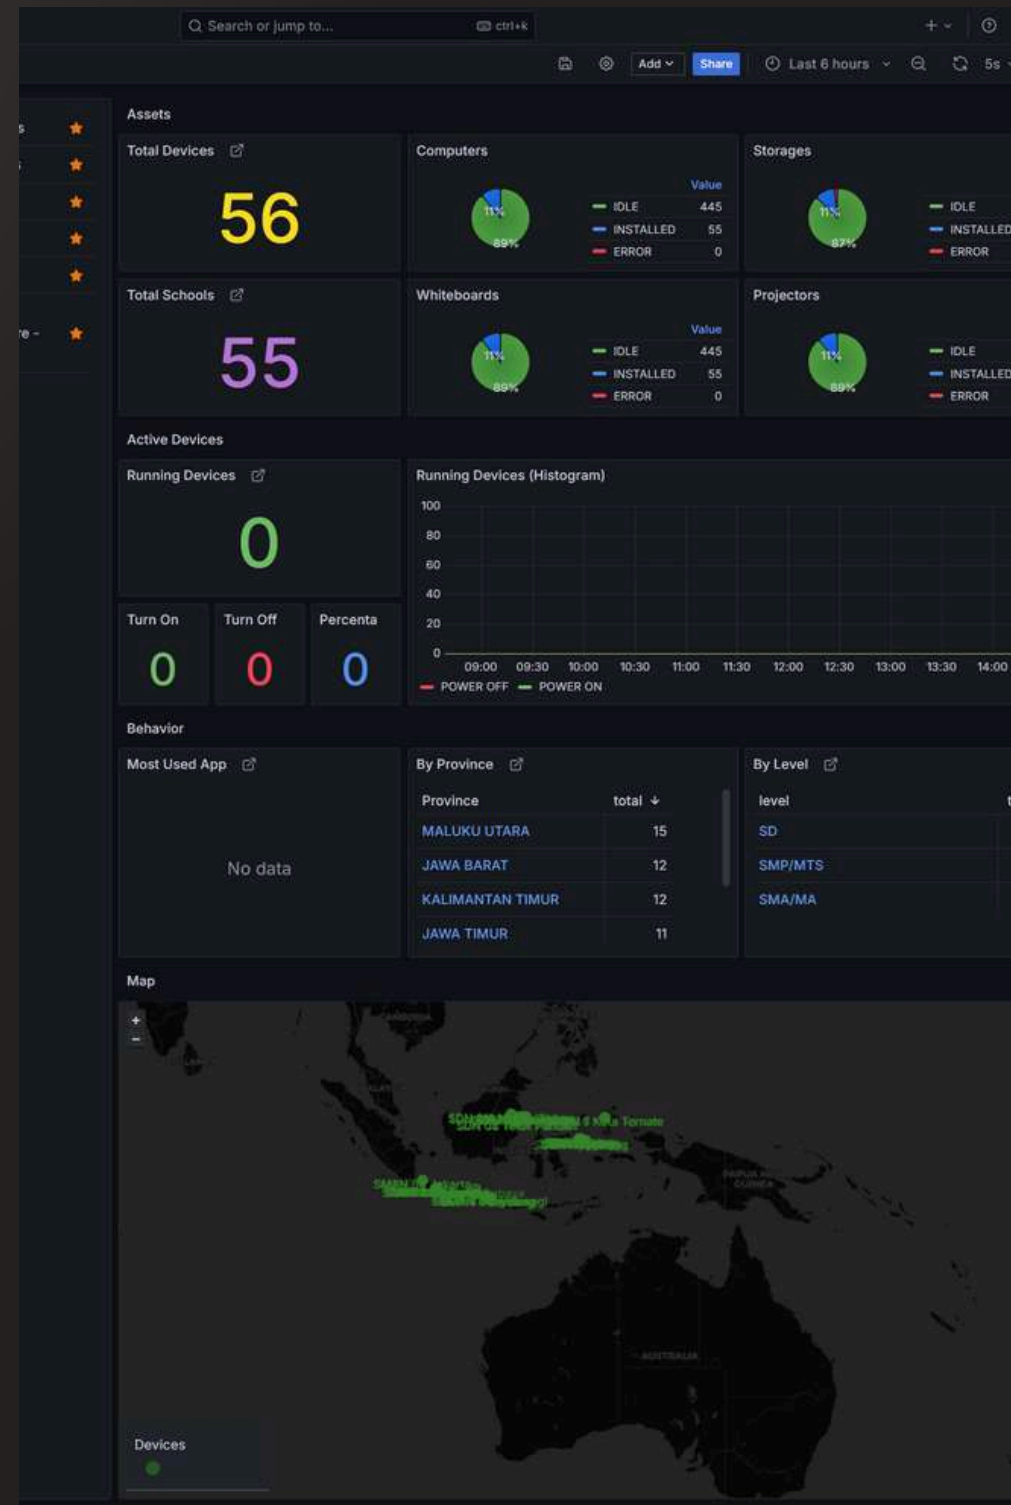 Search or jump to... ctrl+k
Add Share Last 6 hours 5s
s
re -
Assets
Total Devices
56
Computers
Value
11%
89%
IDLE 445
INSTALLED 55
ERROR 0
Storages
11%
87%
IDLE
INSTALLED
ERROR
Total Schools
55
Whiteboards
Value
11%
89%
IDLE 445
INSTALLED 55
ERROR 0
Projectors
11%
89%
IDLE
INSTALLED
ERROR
Active Devices
Running Devices
0
Turn On
0
Turn Off
0
Percenta
0
Running Devices (Histogram)
100
80
60
40
20
0
09:00 09:30 10:00 10:30 11:00 11:30 12:00 12:30 13:00 13:30 14:00
POWER OFF POWER ON
Behavior
Most Used App
No data
By Province
Province total
MALUKU UTARA 15
JAWA BARAT 12
KALIMANTAN TIMUR 12
JAWA TIMUR 11
By Level
level t
SD
SMP/MTS
SMA/MA
Map
+
-
Ternate
PAPUA
GUINEA
AUSTRALIA
Devices